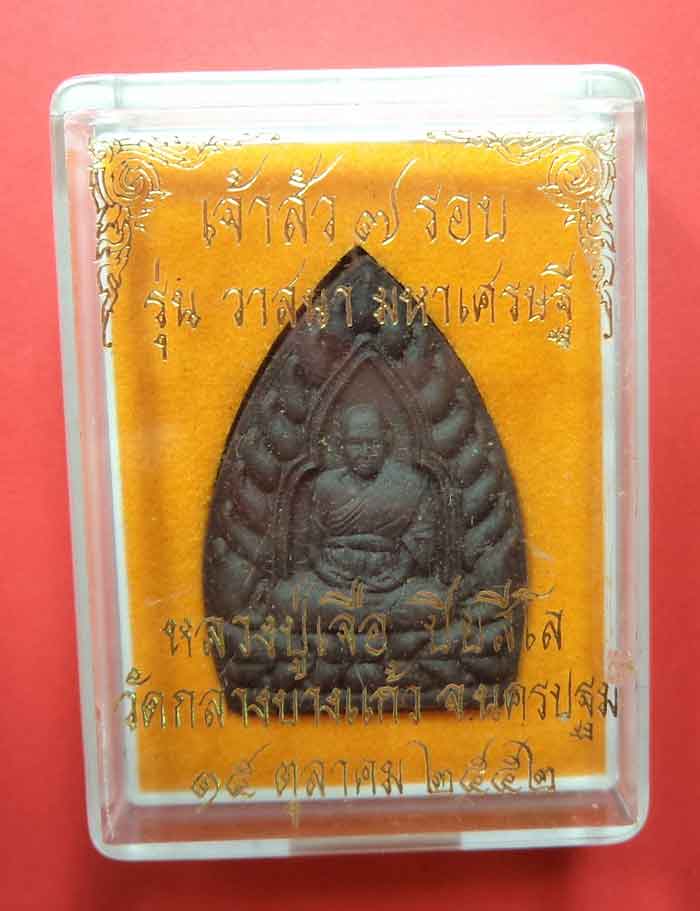 เจ้าสัว ๗ รอบ
รุ่น วาสนา มหาเศรษฐี
หลวงปู่เจือ ปิยสีโล
วัดกลางบางแก้ว จ.นครปฐม
๑๕ ตุลาคม ๒๕๕๒